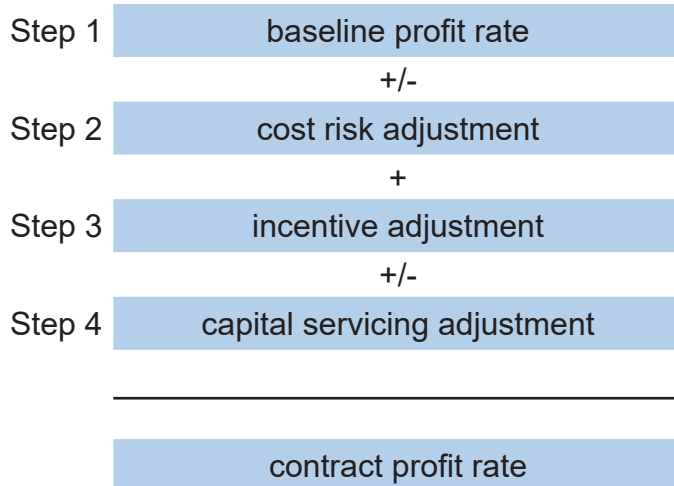 Step 1 baseline profit rate
+/-
Step 2 cost risk adjustment
+
Step 3 incentive adjustment
+/-
Step 4 capital servicing adjustment
contract profit rate